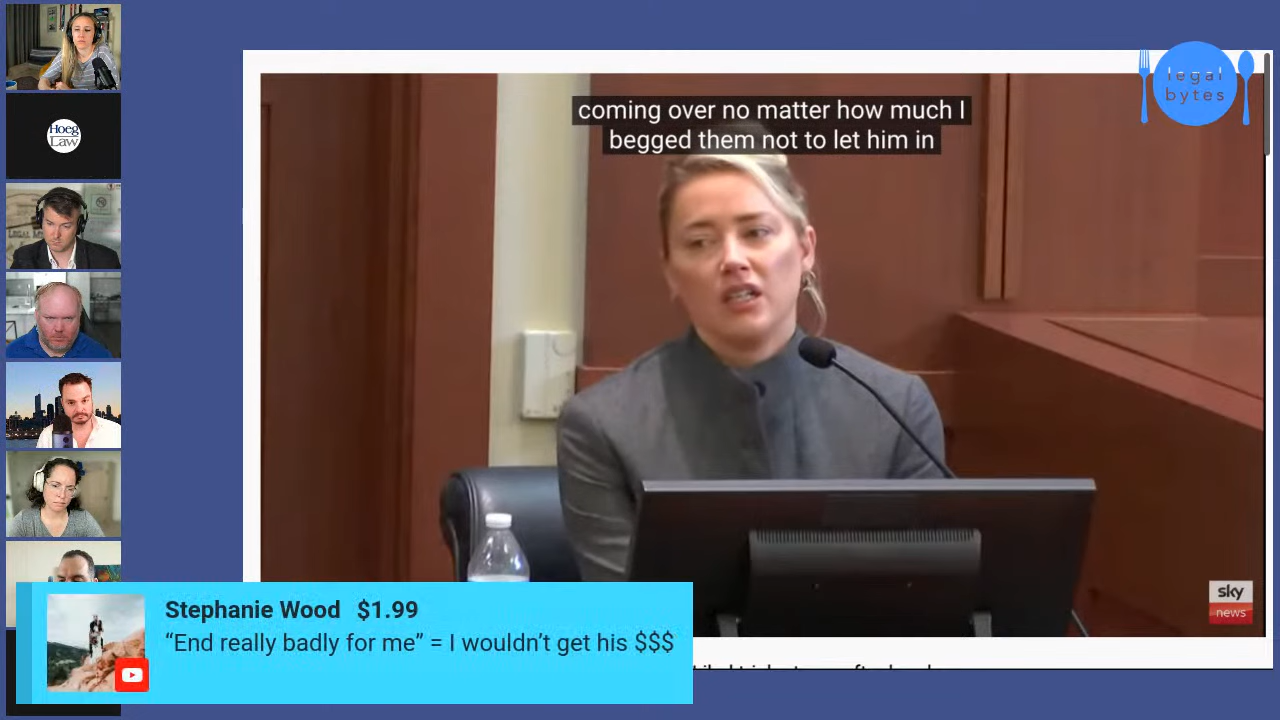 legal
bytes
coming over no matter how much I
begged them not to let him in
Hoeg
Law
sky
news
Stephanie Wood $1.99
“End really badly for me” = I wouldn’t get his $$$